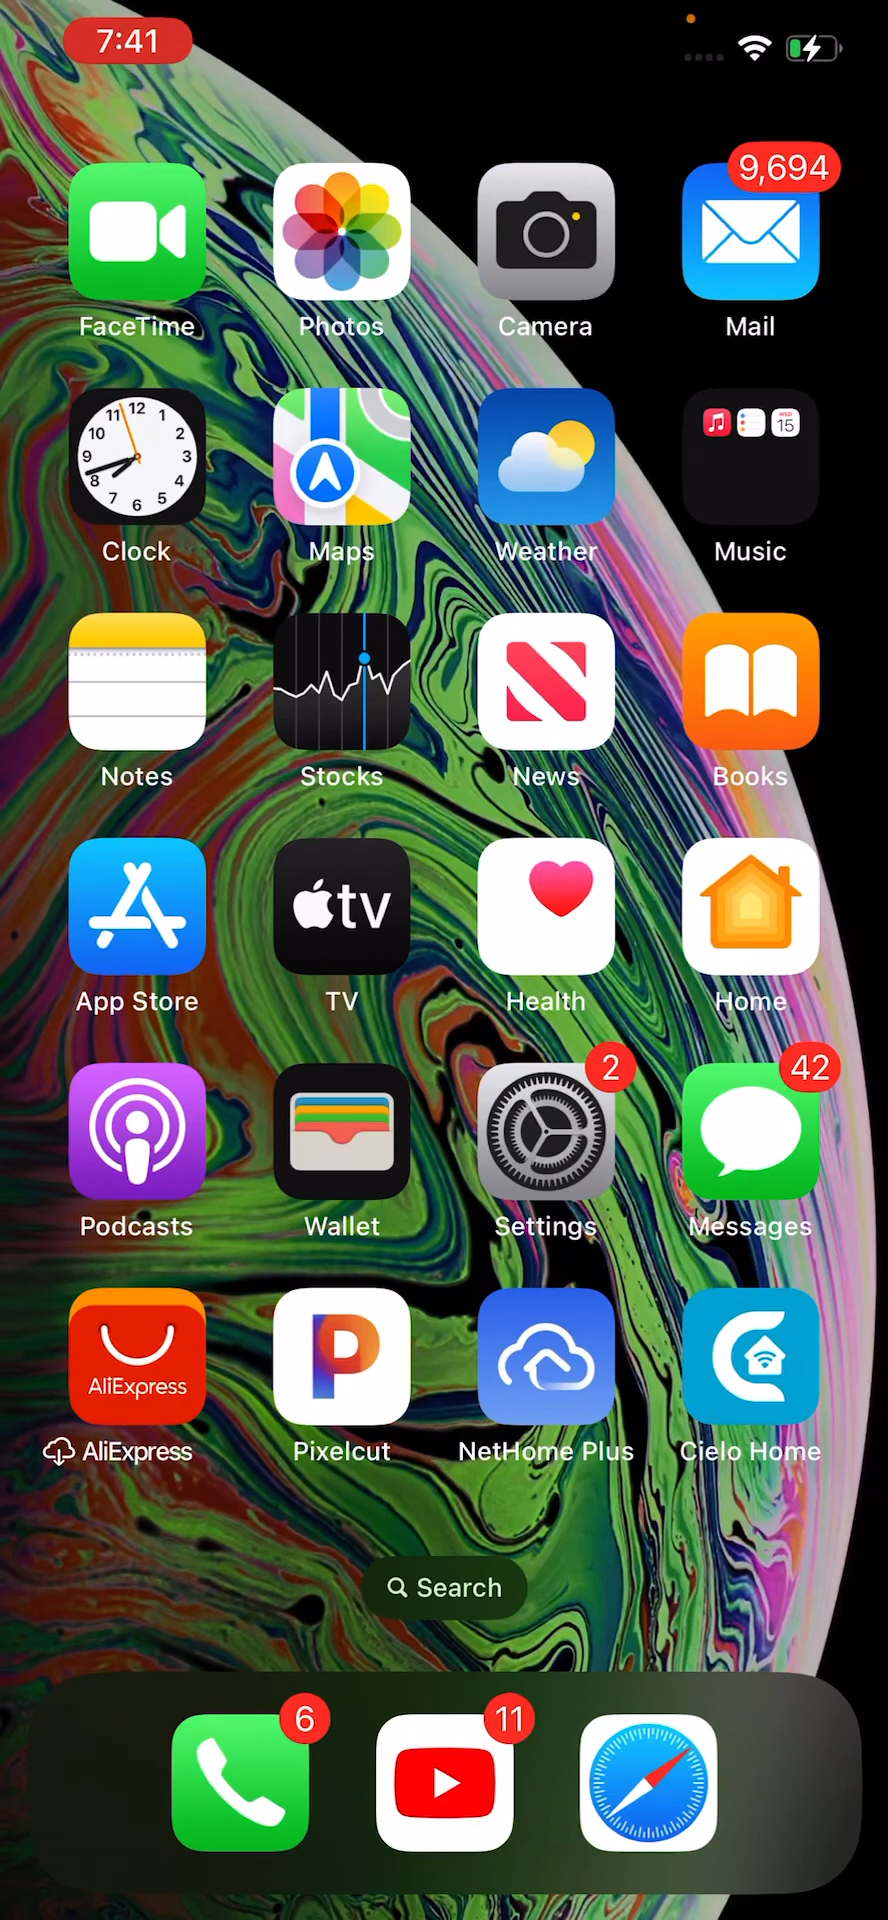 7:41
9,694
FaceTime
Photos
Camera
Mail
11 12 1
10 2
9 3
8 4
7 6 5
WED
15
Clock
Maps
Weather
Music
Notes
Stocks
News
Books
tv
App Store
TV
Health
Home
2
42
Podcasts
Wallet
Settings
Messages
AliExpress
P
AliExpress
Pixelcut
NetHome Plus
Cielo Home
Search
6
11